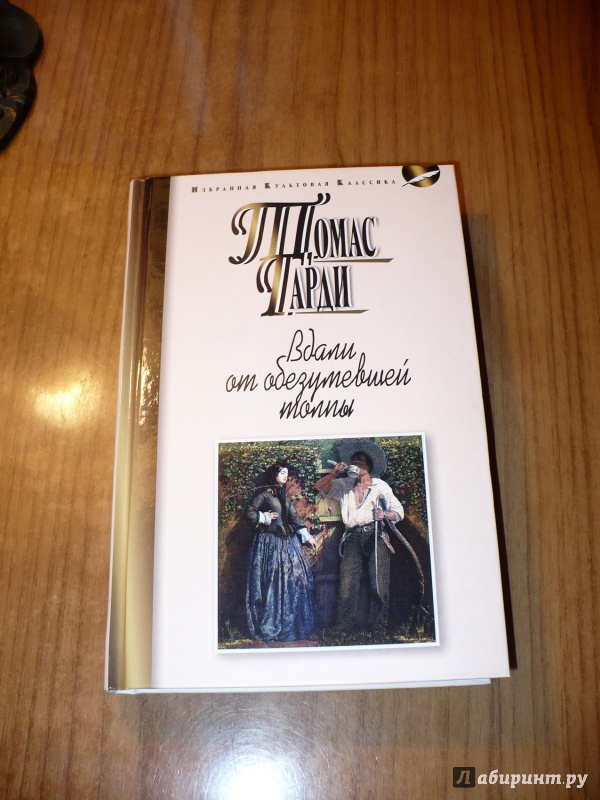 Избранная Культовая Классика
Томас
Гарди
Вдали
от обезумевшей
толпы
Лабиринт.ру